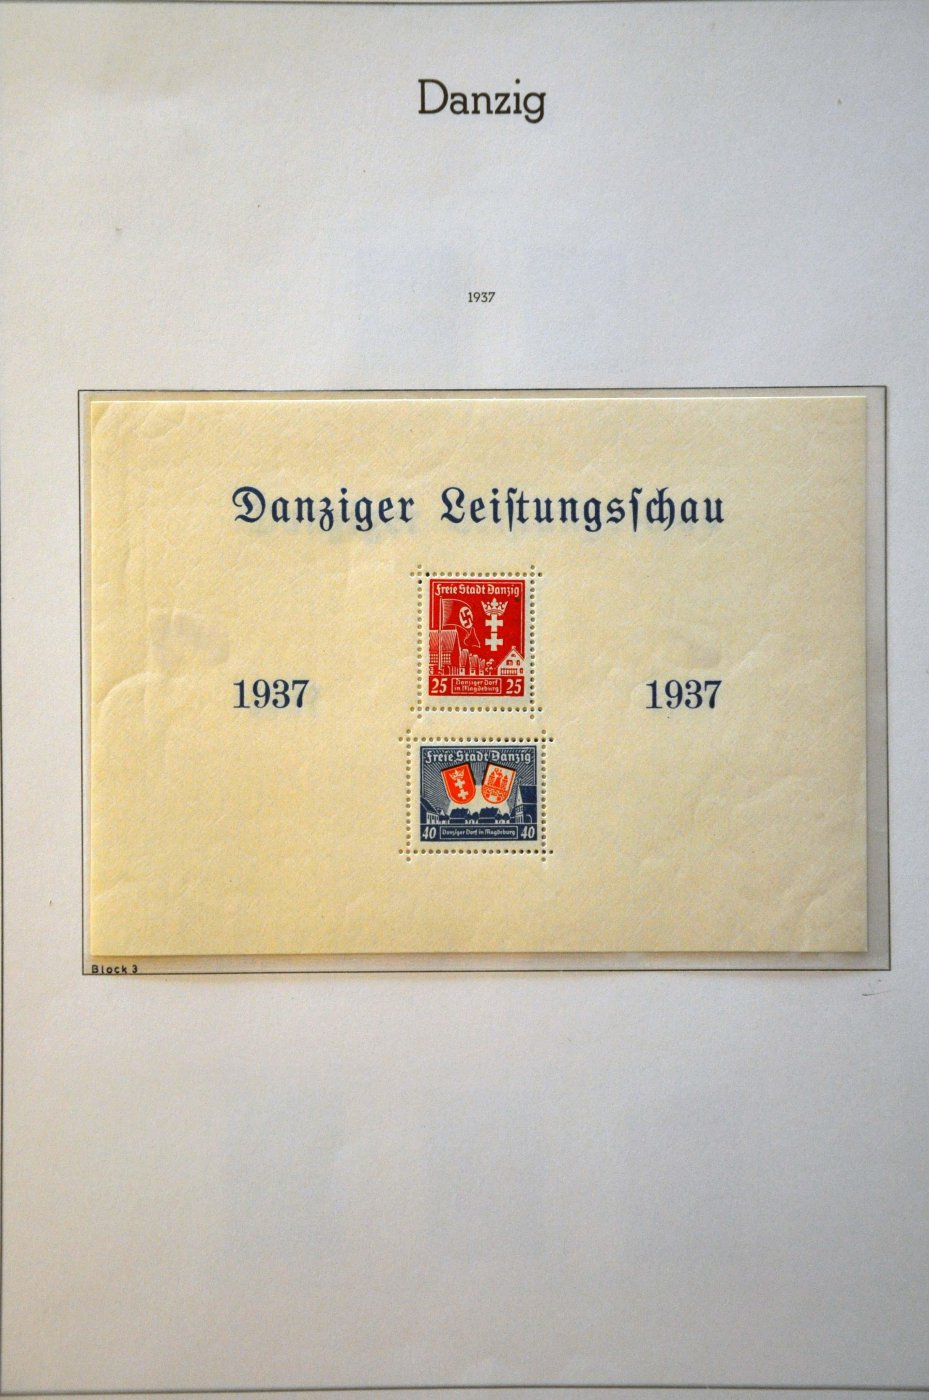 Danzig
1937
Danziger Leiſtungsſchau
Freie Stadt Danzig
25 Danziger Dorf 25
in Magdeburg
1937 1937
Freie Stadt Danzig
40 Danziger Dorf in Magdeburg 40
Block 3